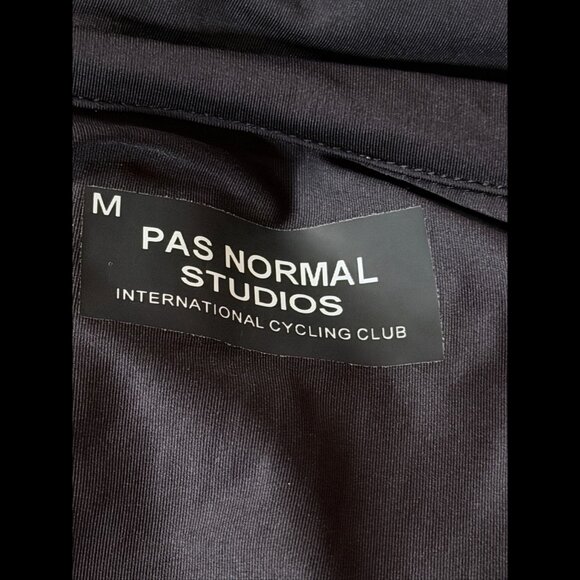 M
PAS NORMAL
STUDIOS
INTERNATIONAL CYCLING CLUB